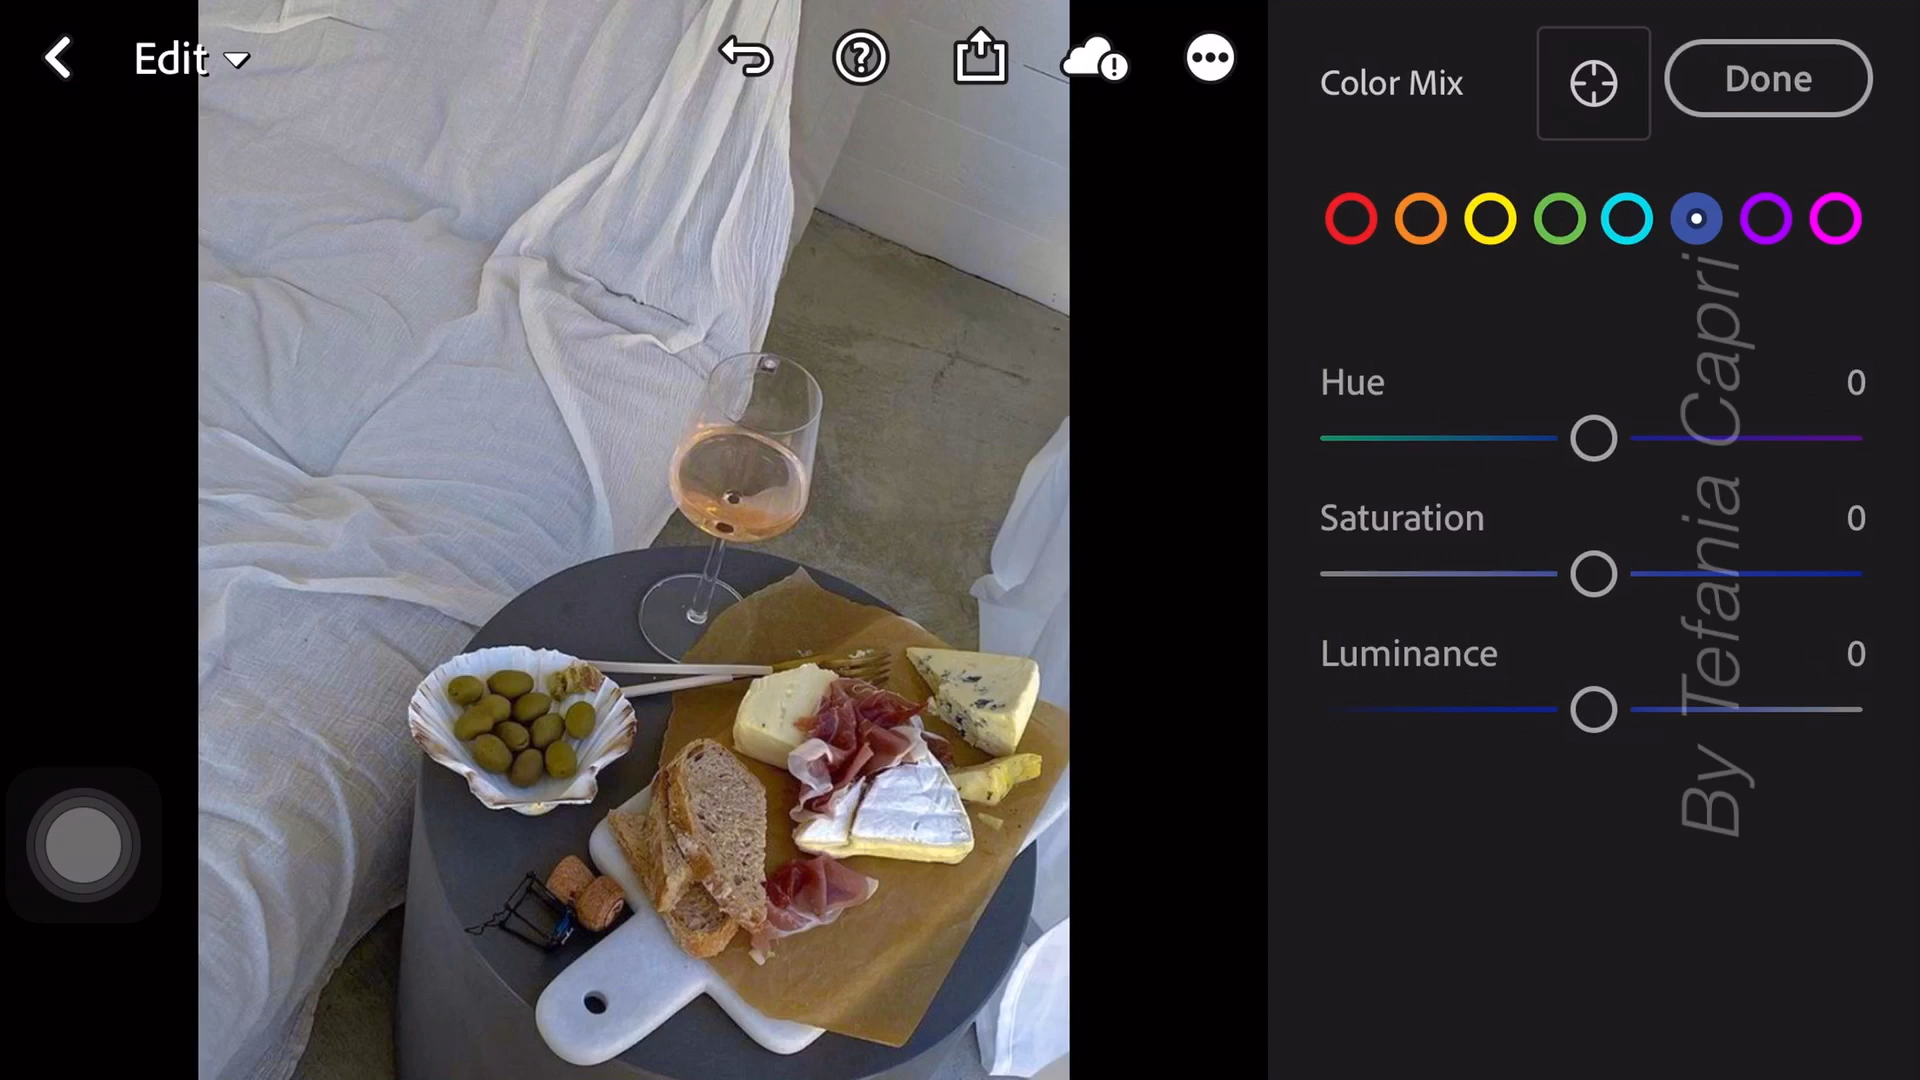 Edit
Color Mix
Done
Hue 0
Saturation 0
Luminance 0
By Tefania Capri